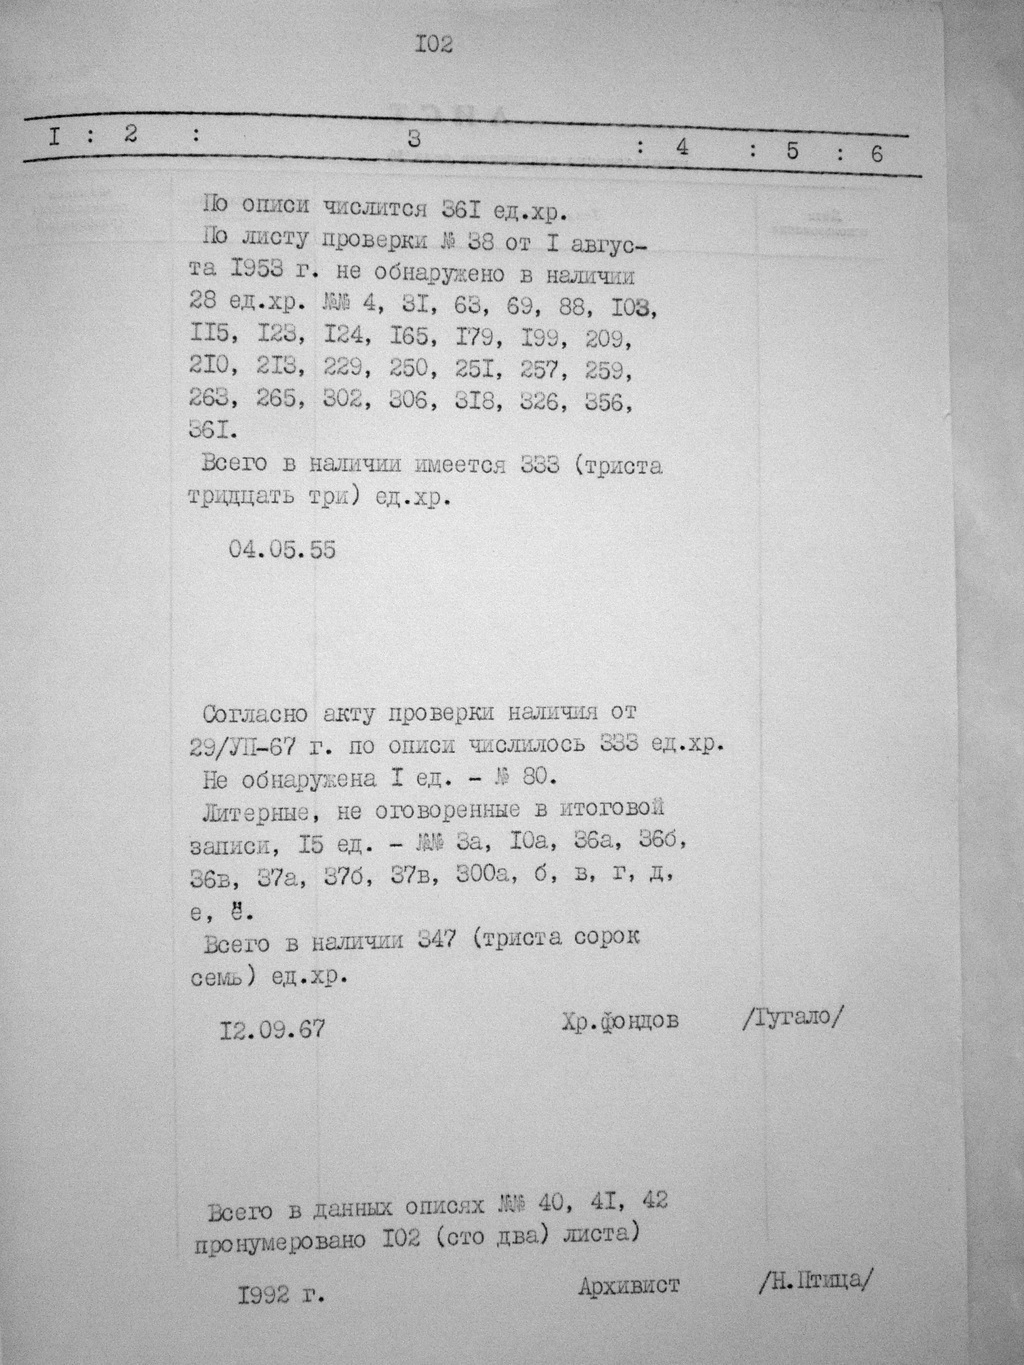 I02
I : 2 : 3 : 4 : 5 : 6
По описи числится 36I ед.хр.
По листу проверки № 38 от I авгус-
та I953 г. не обнаружено в наличии
28 ед.хр. №№ 4, 3I, 63, 69, 88, I03,
II5, I23, I24, I65, I79, I99, 209,
2I0, 2I3, 229, 250, 25I, 257, 259,
263, 265, 302, 306, 3I8, 326, 356,
36I.
Всего в наличии имеется 333 (триста
тридцать три) ед.хр.
04.05.55
Согласно акту проверки наличия от
29/УП-67 г. по описи числилось 333 ед.хр.
Не обнаружена I ед. - № 80.
Литерные, не оговоренные в итоговой
записи, I5 ед. - №№ 3а, I0а, 36а, 36б,
36в, 37а, 37б, 37в, 300а, б, в, г, д,
е, ё.
Всего в наличии 347 (триста сорок
семь) ед.хр.
I2.09.67 Хр.фондов /Гугало/
Всего в данных описях №№ 40, 4I, 42
пронумеровано I02 (сто два) листа)
I992 г. Архивист /Н.Птица/